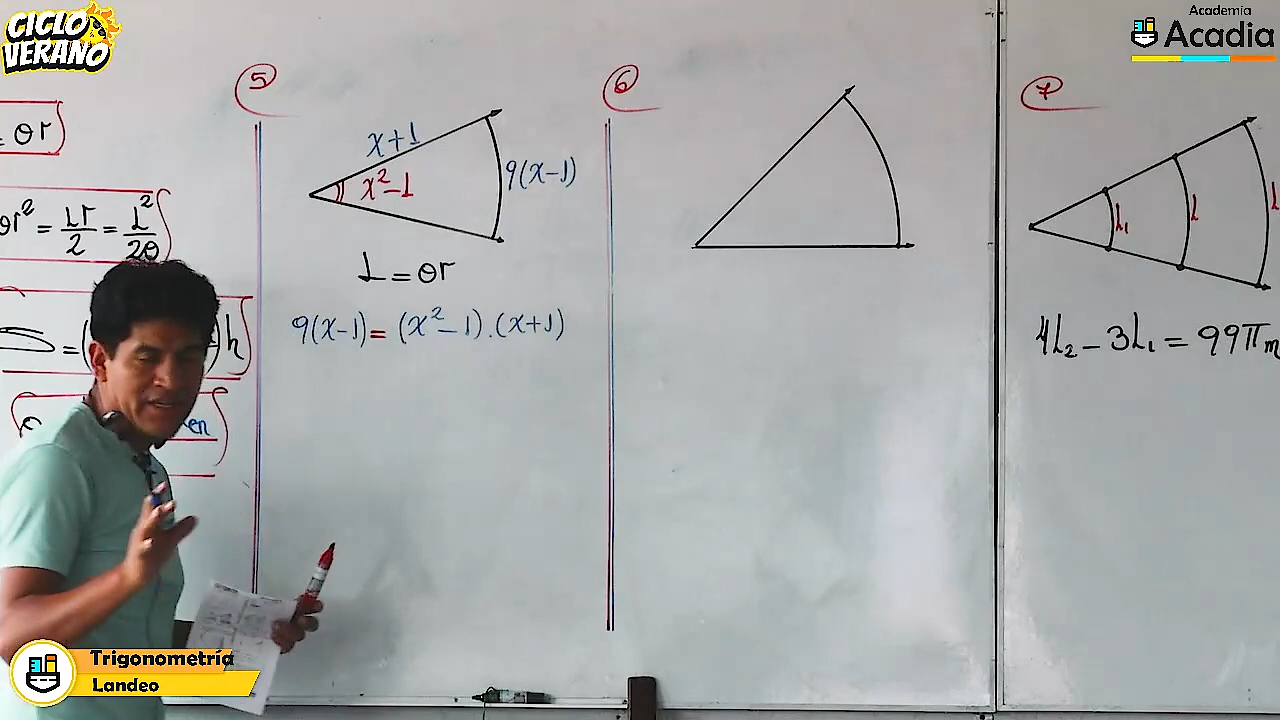 CICLO
VERANO
Academia
Acadia
θr
θr² = Lr/2 = L²/2θ
h
en
5
x+1
x²-1
9(x-1)
L = θr
9(x-1) = (x²-1).(x+1)
6
7
L₁
L
L
4L₂ - 3L₁ = 99πm
Trigonometría
Landeo